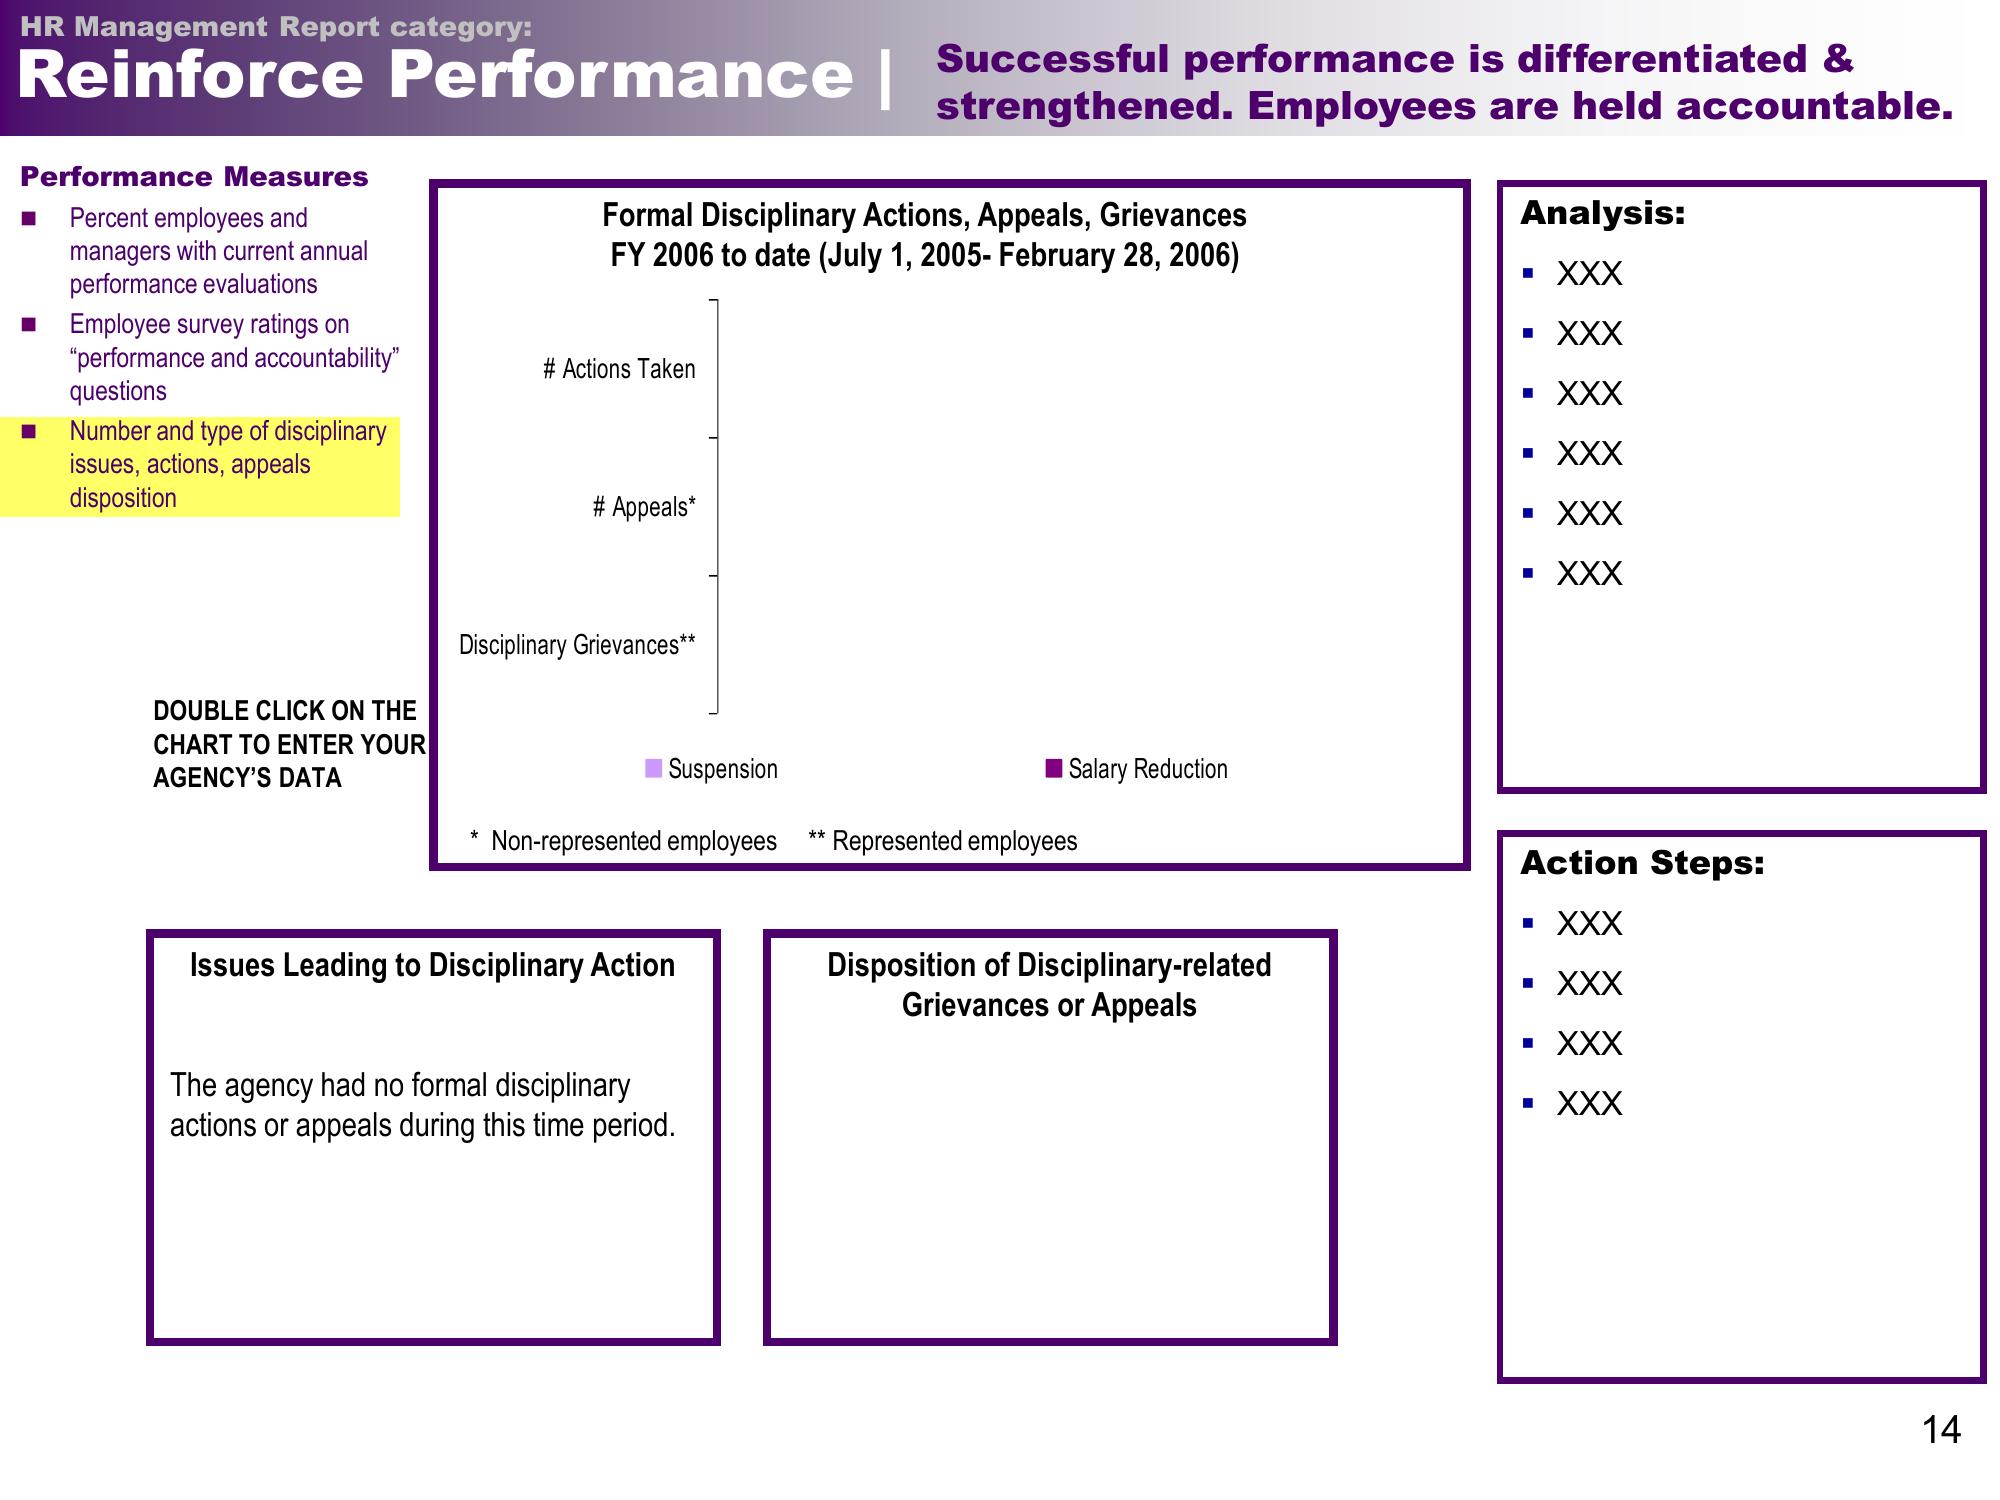 HR Management Report category:
Reinforce Performance |
Successful performance is differentiated &
strengthened. Employees are held accountable.
Performance Measures
Percent employees and
managers with current annual
performance evaluations
Employee survey ratings on
“performance and accountability”
questions
Number and type of disciplinary
issues, actions, appeals
disposition
DOUBLE CLICK ON THE
CHART TO ENTER YOUR
AGENCY’S DATA
Formal Disciplinary Actions, Appeals, Grievances
FY 2006 to date (July 1, 2005- February 28, 2006)
# Actions Taken
# Appeals*
Disciplinary Grievances**
Suspension
Salary Reduction
* Non-represented employees ** Represented employees
Issues Leading to Disciplinary Action
The agency had no formal disciplinary
actions or appeals during this time period.
Disposition of Disciplinary-related
Grievances or Appeals
Analysis:
XXX
XXX
XXX
XXX
XXX
XXX
Action Steps:
XXX
XXX
XXX
XXX
14